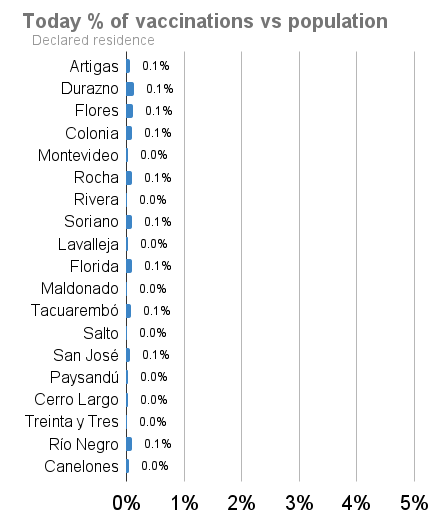 Today % of vaccinations vs population
Declared residence
Artigas 0.1%
Durazno 0.1%
Flores 0.1%
Colonia 0.1%
Montevideo 0.0%
Rocha 0.1%
Rivera 0.0%
Soriano 0.1%
Lavalleja 0.0%
Florida 0.1%
Maldonado 0.0%
Tacuarembó 0.1%
Salto 0.0%
San José 0.1%
Paysandú 0.0%
Cerro Largo 0.0%
Treinta y Tres 0.0%
Río Negro 0.1%
Canelones 0.0%
0% 1% 2% 3% 4% 5%